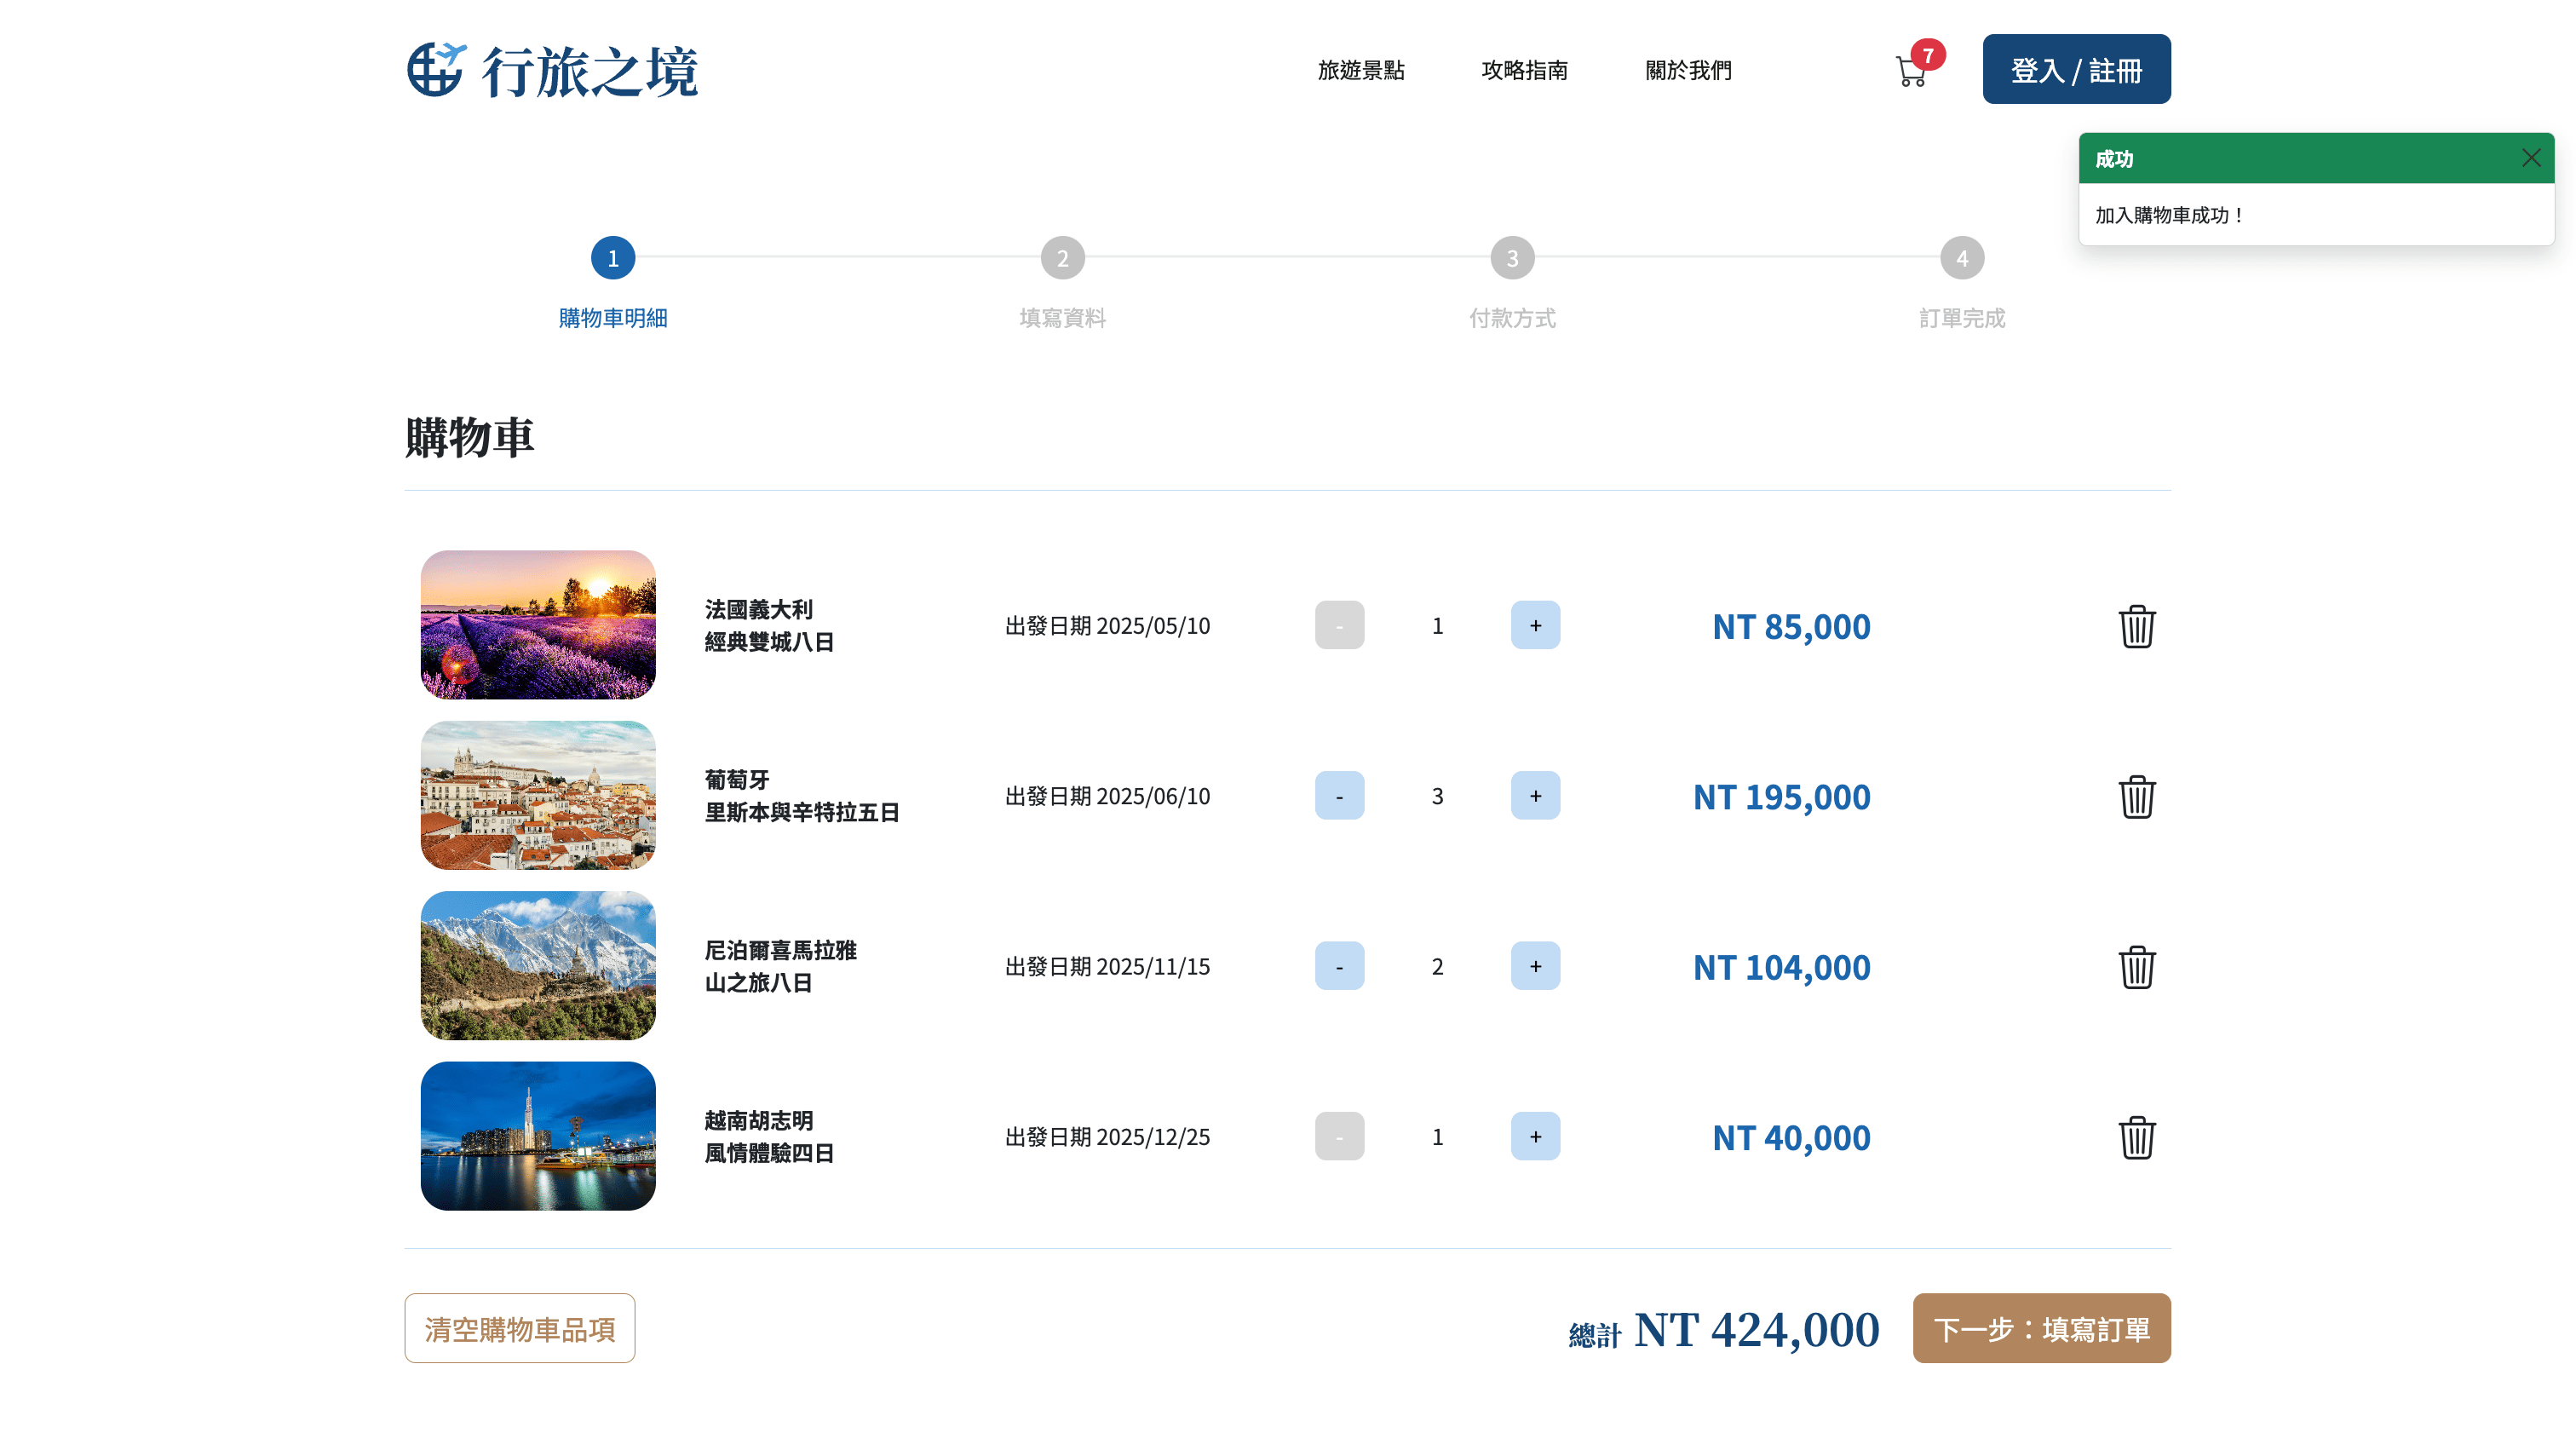 行旅之境
旅遊景點
攻略指南
關於我們
7
登入 / 註冊
成功
加入購物車成功！
1
2
3
4
購物車明細
填寫資料
付款方式
訂單完成
購物車
法國義大利
經典雙城八日
出發日期 2025/05/10
-
1
+
NT 85,000
葡萄牙
里斯本與辛特拉五日
出發日期 2025/06/10
-
3
+
NT 195,000
尼泊爾喜馬拉雅
山之旅八日
出發日期 2025/11/15
-
2
+
NT 104,000
越南胡志明
風情體驗四日
出發日期 2025/12/25
-
1
+
NT 40,000
清空購物車品項
總計 NT 424,000
下一步：填寫訂單